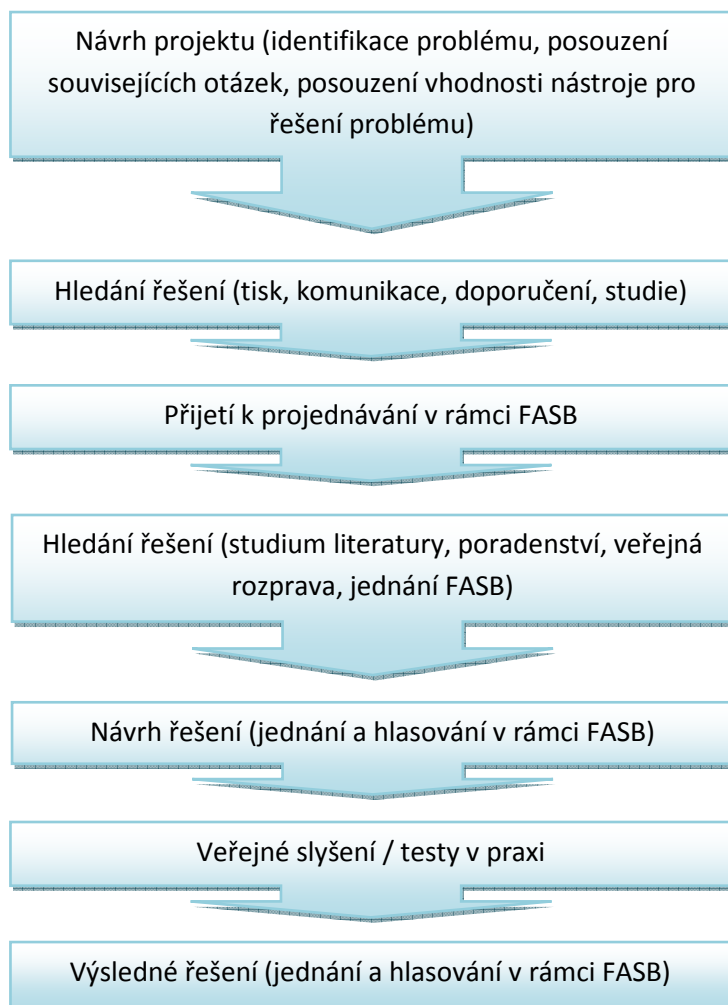 Návrh projektu (identifikace problému, posouzení
souvisejících otázek, posouzení vhodnosti nástroje pro
řešení problému)
Hledání řešení (tisk, komunikace, doporučení, studie)
Přijetí k projednávání v rámci FASB
Hledání řešení (studium literatury, poradenství, veřejná
rozprava, jednání FASB)
Návrh řešení (jednání a hlasování v rámci FASB)
Veřejné slyšení / testy v praxi
Výsledné řešení (jednání a hlasování v rámci FASB)